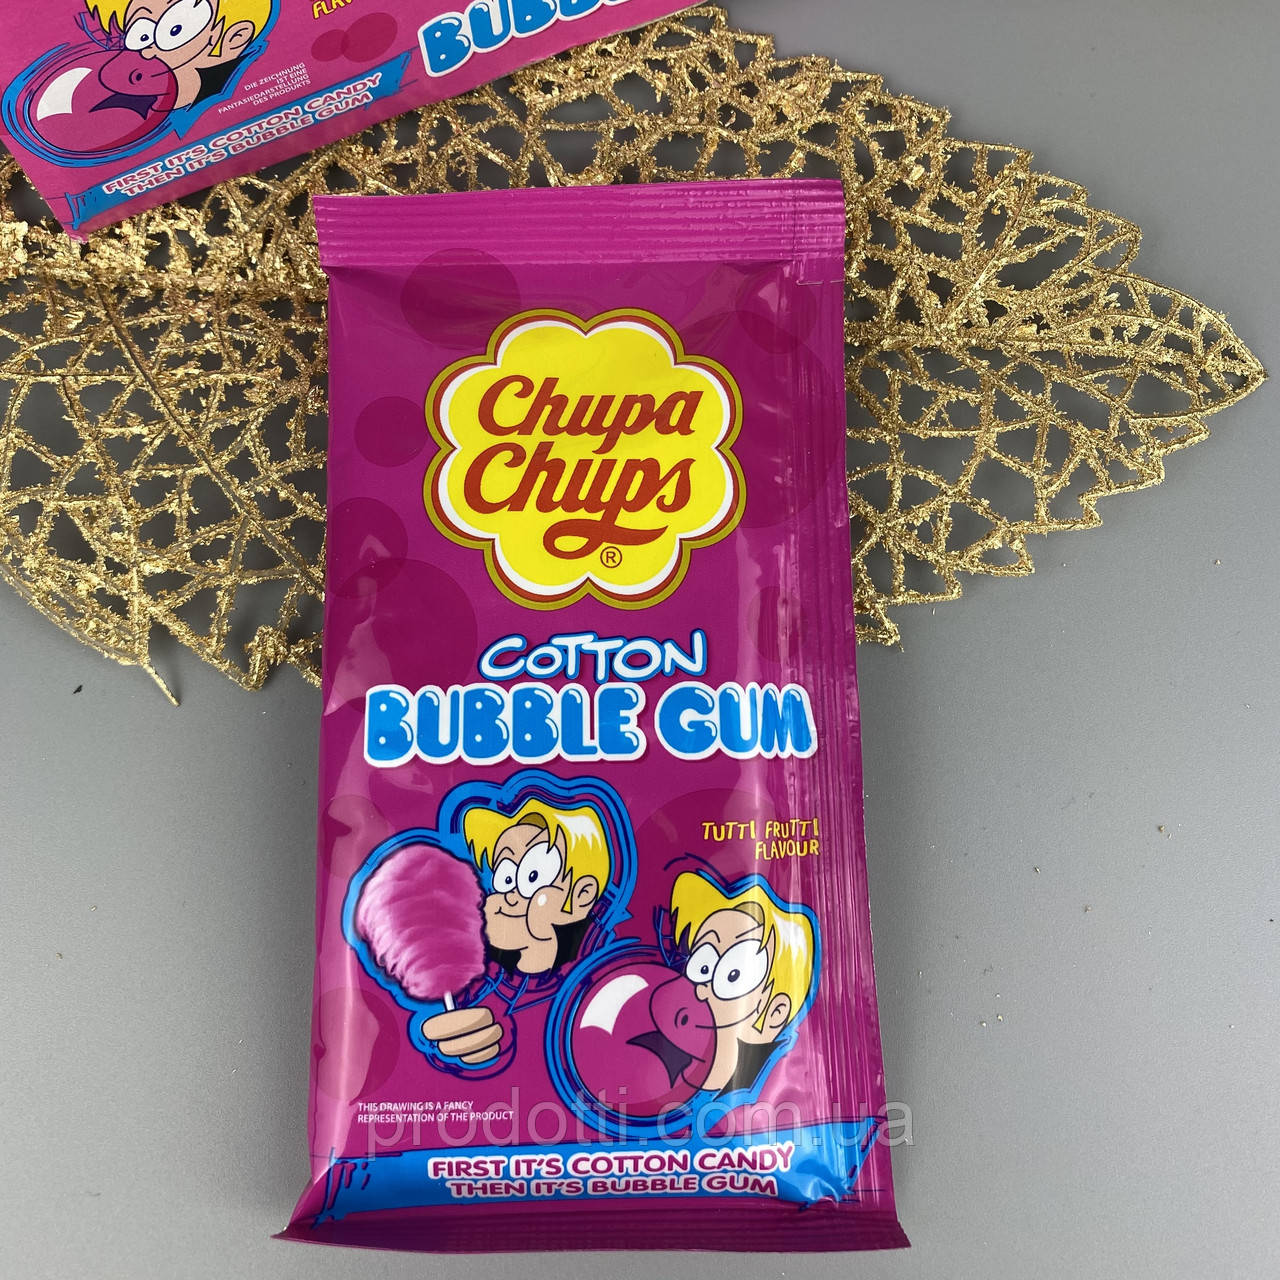 FLAV
BUBB
DIE ZEICHNUNG
IST EINE
FANTASIEDARSTELLUNG
DES PRODUKTS
FIRST IT'S COTTON CANDY
THEN IT'S BUBBLE GUM
Chupa
Chups
®
COTTON
BUBBLE GUM
TUTTI FRUTTI
FLAVOUR
THIS DRAWING IS A FANCY
REPRESENTATION OF THE PRODUCT
prodotti.com.ua
FIRST IT'S COTTON CANDY
THEN IT'S BUBBLE GUM